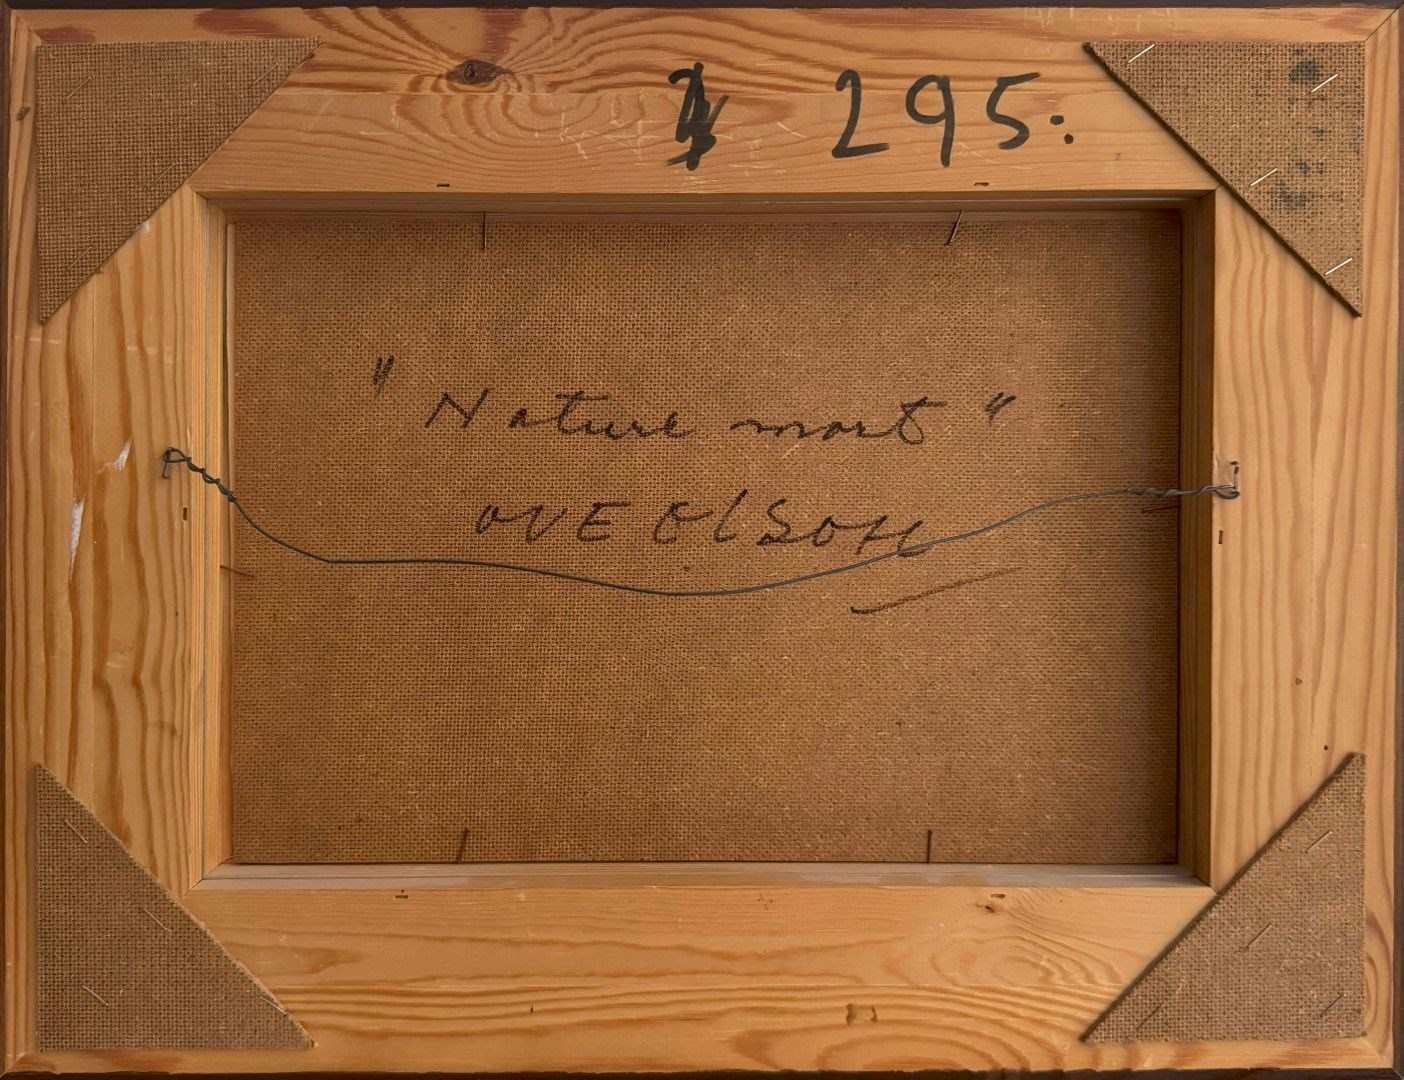 295:
"Nature mort"
OVE OLSON